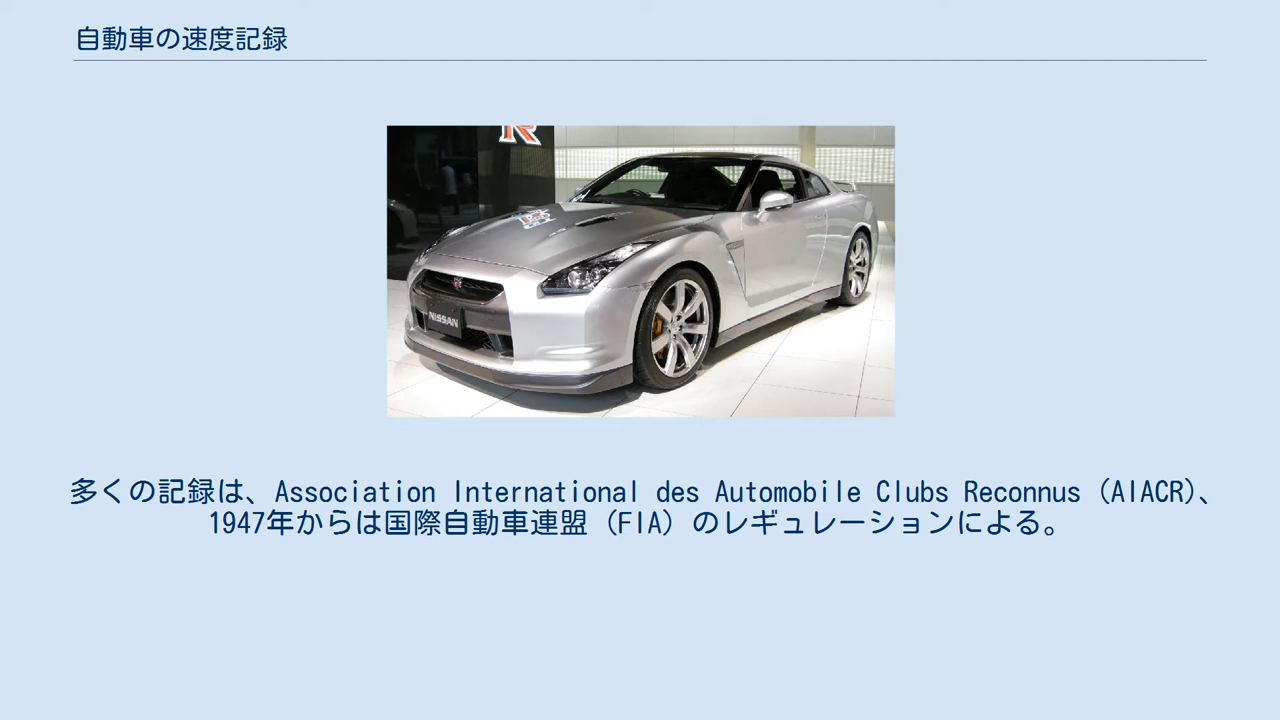 自動車の速度記録
R
NISSAN
多くの記録は、Association International des Automobile Clubs Reconnus (AIACR)、
1947年からは国際自動車連盟 (FIA) のレギュレーションによる。